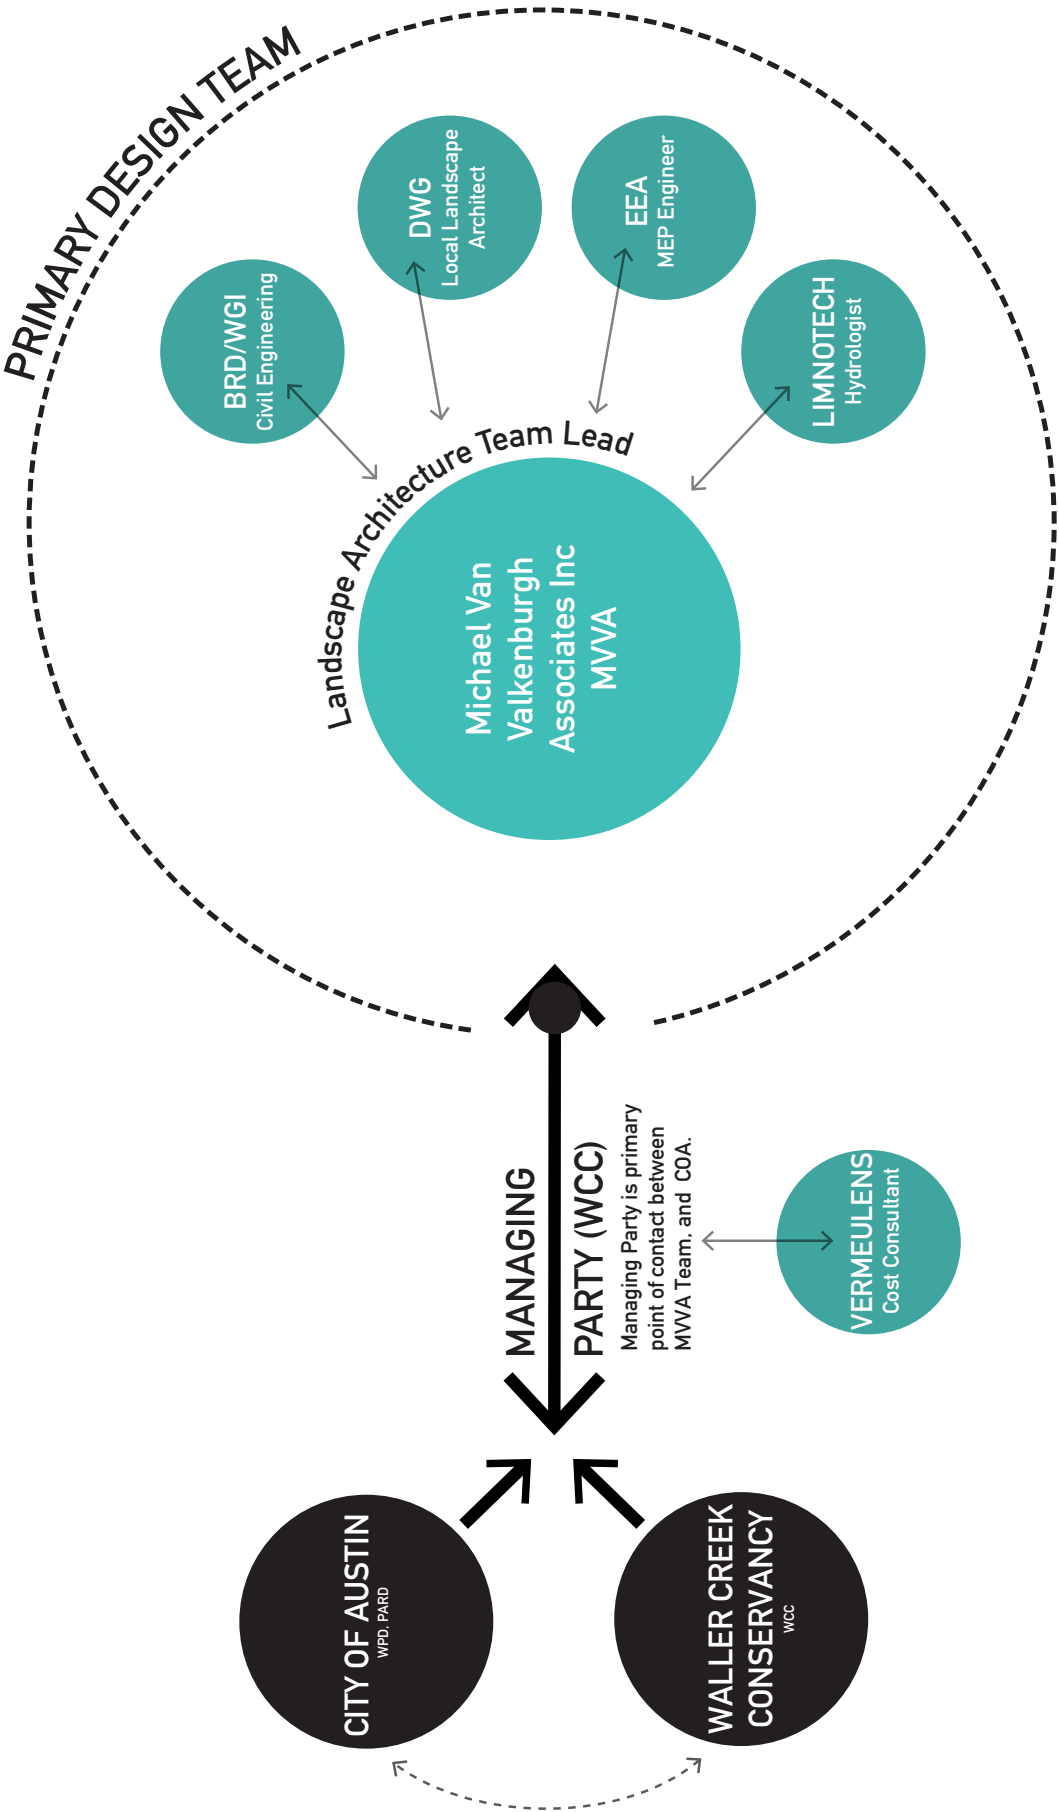 PRIMARY DESIGN TEAM
BRD/WGI
Civil Engineering
DWG
Local Landscape
Architect
EEA
MEP Engineer
LIMNOTECH
Hydrologist
Landscape Architecture Team Lead
Michael Van
Valkenburgh
Associates Inc
MVVA
MANAGING
PARTY (WCC)
Managing Party is primary
point of contact between
MVVA Team, and COA.
VERMEULENS
Cost Consultant
CITY OF AUSTIN
WPD, PARD
WALLER CREEK
CONSERVANCY
WCC